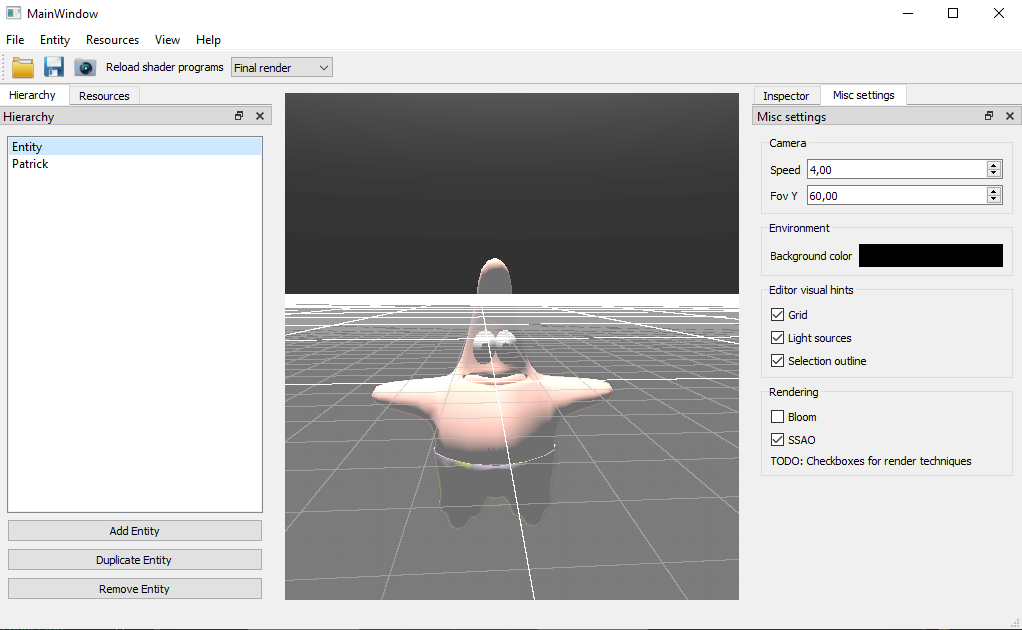 MainWindow
File Entity Resources View Help
Reload shader programs Final render
Hierarchy Resources
Hierarchy
Entity
Patrick
Add Entity
Duplicate Entity
Remove Entity
Inspector Misc settings
Misc settings
Camera
Speed 4,00
Fov Y 60,00
Environment
Background color
Editor visual hints
Grid
Light sources
Selection outline
Rendering
Bloom
SSAO
TODO: Checkboxes for render techniques